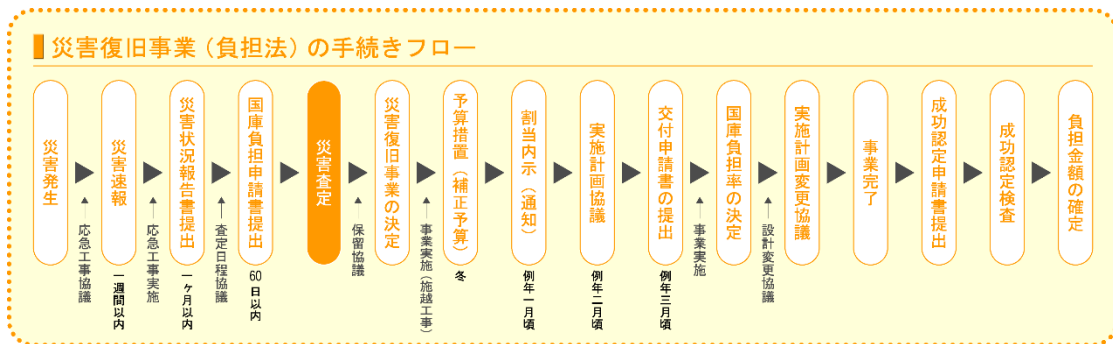 災害復旧事業（負担法）の手続きフロー
災害発生
応急工事協議
災害速報
一週間以内
応急工事実施
災害状況報告書提出
一ヶ月以内
査定日程協議
国庫負担申請書提出
60日以内
災害査定
保留協議
災害復旧事業の決定
事業実施（施越工事）
予算措置（補正予算）
冬
割当内示（通知）
例年一月頃
実施計画協議
例年二月頃
交付申請書の提出
例年三月頃
事業実施
国庫負担率の決定
設計変更協議
実施計画変更協議
事業完了
成功認定申請書提出
成功認定検査
負担金額の確定